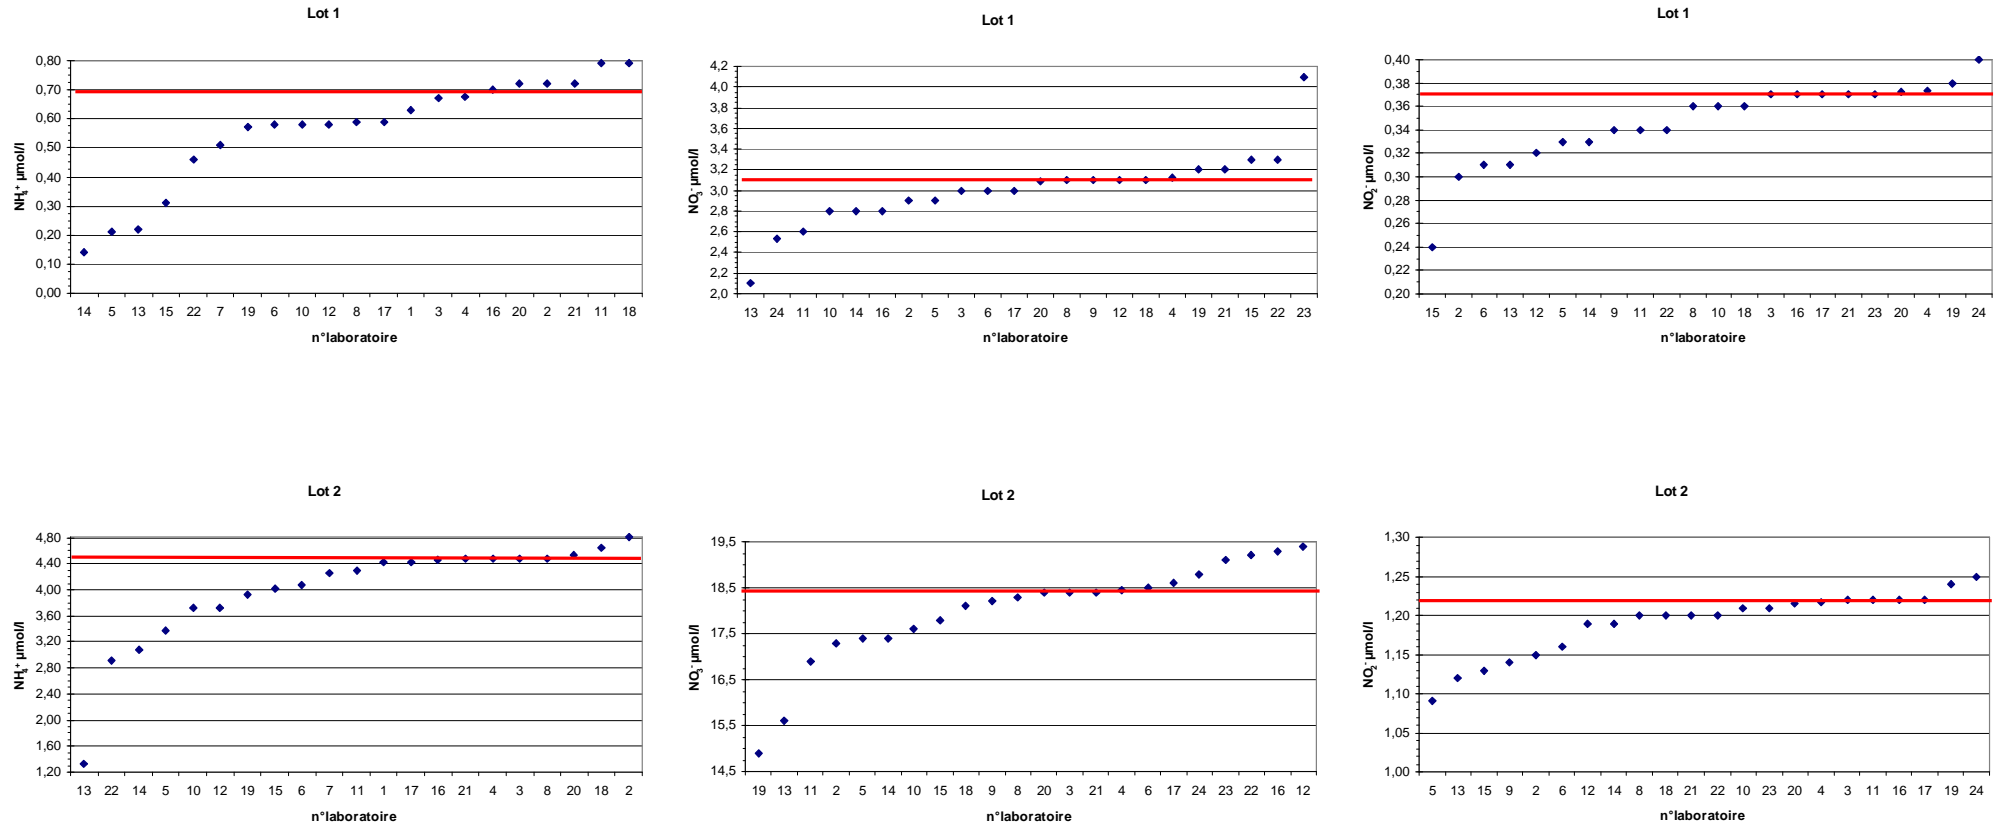 Lot 1
NH₄⁺ µmol/l
0,80
0,70
0,60
0,50
0,40
0,30
0,20
0,10
0,00
14 5 13 15 22 7 19 6 10 12 8 17 1 3 4 16 20 2 21 11 18
n°laboratoire
Lot 1
NO₃⁻ µmol/l
4,2
4,0
3,8
3,6
3,4
3,2
3,0
2,8
2,6
2,4
2,2
2,0
13 24 11 10 14 16 2 5 3 6 17 20 8 9 12 18 4 19 21 15 22 23
n°laboratoire
Lot 1
NO₂⁻ µmol/l
0,40
0,38
0,36
0,34
0,32
0,30
0,28
0,26
0,24
0,22
0,20
15 2 6 13 12 5 14 9 11 22 8 10 18 3 16 17 21 23 20 4 19 24
n°laboratoire
Lot 2
NH₄⁺ µmol/l
4,80
4,40
4,00
3,60
3,20
2,80
2,40
2,00
1,60
1,20
13 22 14 5 10 12 19 15 6 7 11 1 17 16 21 4 3 8 20 18 2
n°laboratoire
Lot 2
NO₃⁻ µmol/l
19,5
18,5
17,5
16,5
15,5
14,5
19 13 11 2 5 14 10 15 18 9 8 20 3 21 4 6 17 24 23 22 16 12
n°laboratoire
Lot 2
NO₂⁻ µmol/l
1,30
1,25
1,20
1,15
1,10
1,05
1,00
5 13 15 9 2 6 12 14 8 18 21 22 10 23 20 4 3 11 16 17 19 24
n°laboratoire